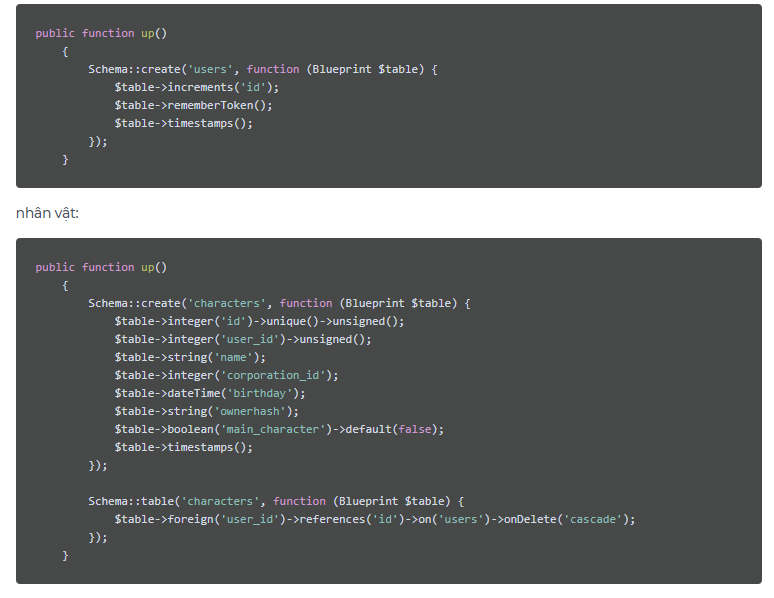 public function up()
    {
        Schema::create('users', function (Blueprint $table) {
            $table->increments('id');
            $table->rememberToken();
            $table->timestamps();
        });
    }
nhân vật:
public function up()
    {
        Schema::create('characters', function (Blueprint $table) {
            $table->integer('id')->unique()->unsigned();
            $table->integer('user_id')->unsigned();
            $table->string('name');
            $table->integer('corporation_id');
            $table->dateTime('birthday');
            $table->string('ownerhash');
            $table->boolean('main_character')->default(false);
            $table->timestamps();
        });

        Schema::table('characters', function (Blueprint $table) {
            $table->foreign('user_id')->references('id')->on('users')->onDelete('cascade');
        });
    }